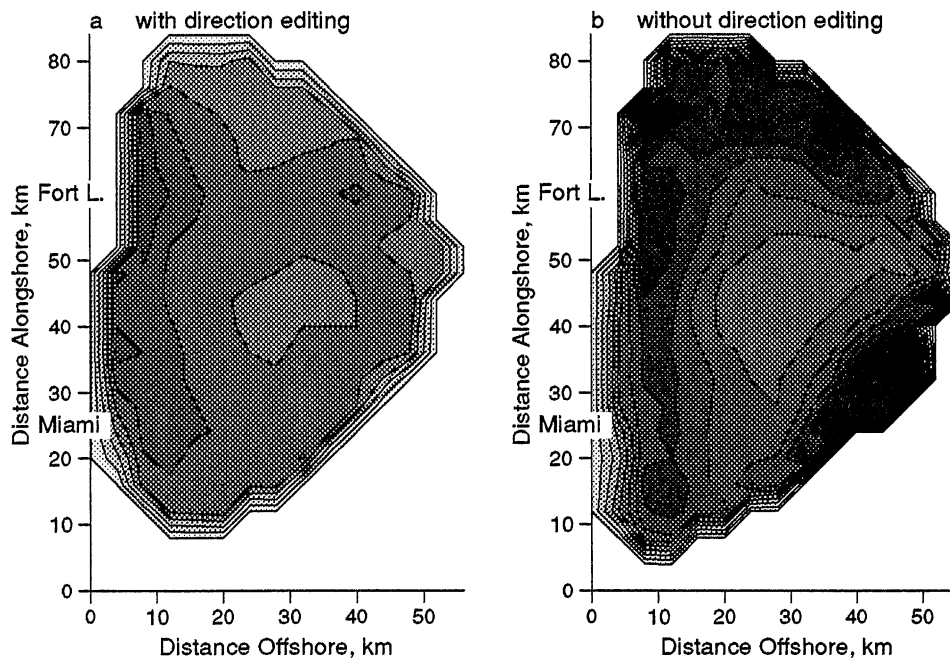 a with direction editing
80
70
Fort L.
50
40
30
Miami
20
10
0
0 10 20 30 40 50
Distance Offshore, km
Distance Alongshore, km
b without direction editing
80
70
Fort L.
50
40
30
Miami
20
10
0
0 10 20 30 40 50
Distance Offshore, km
Distance Alongshore, km